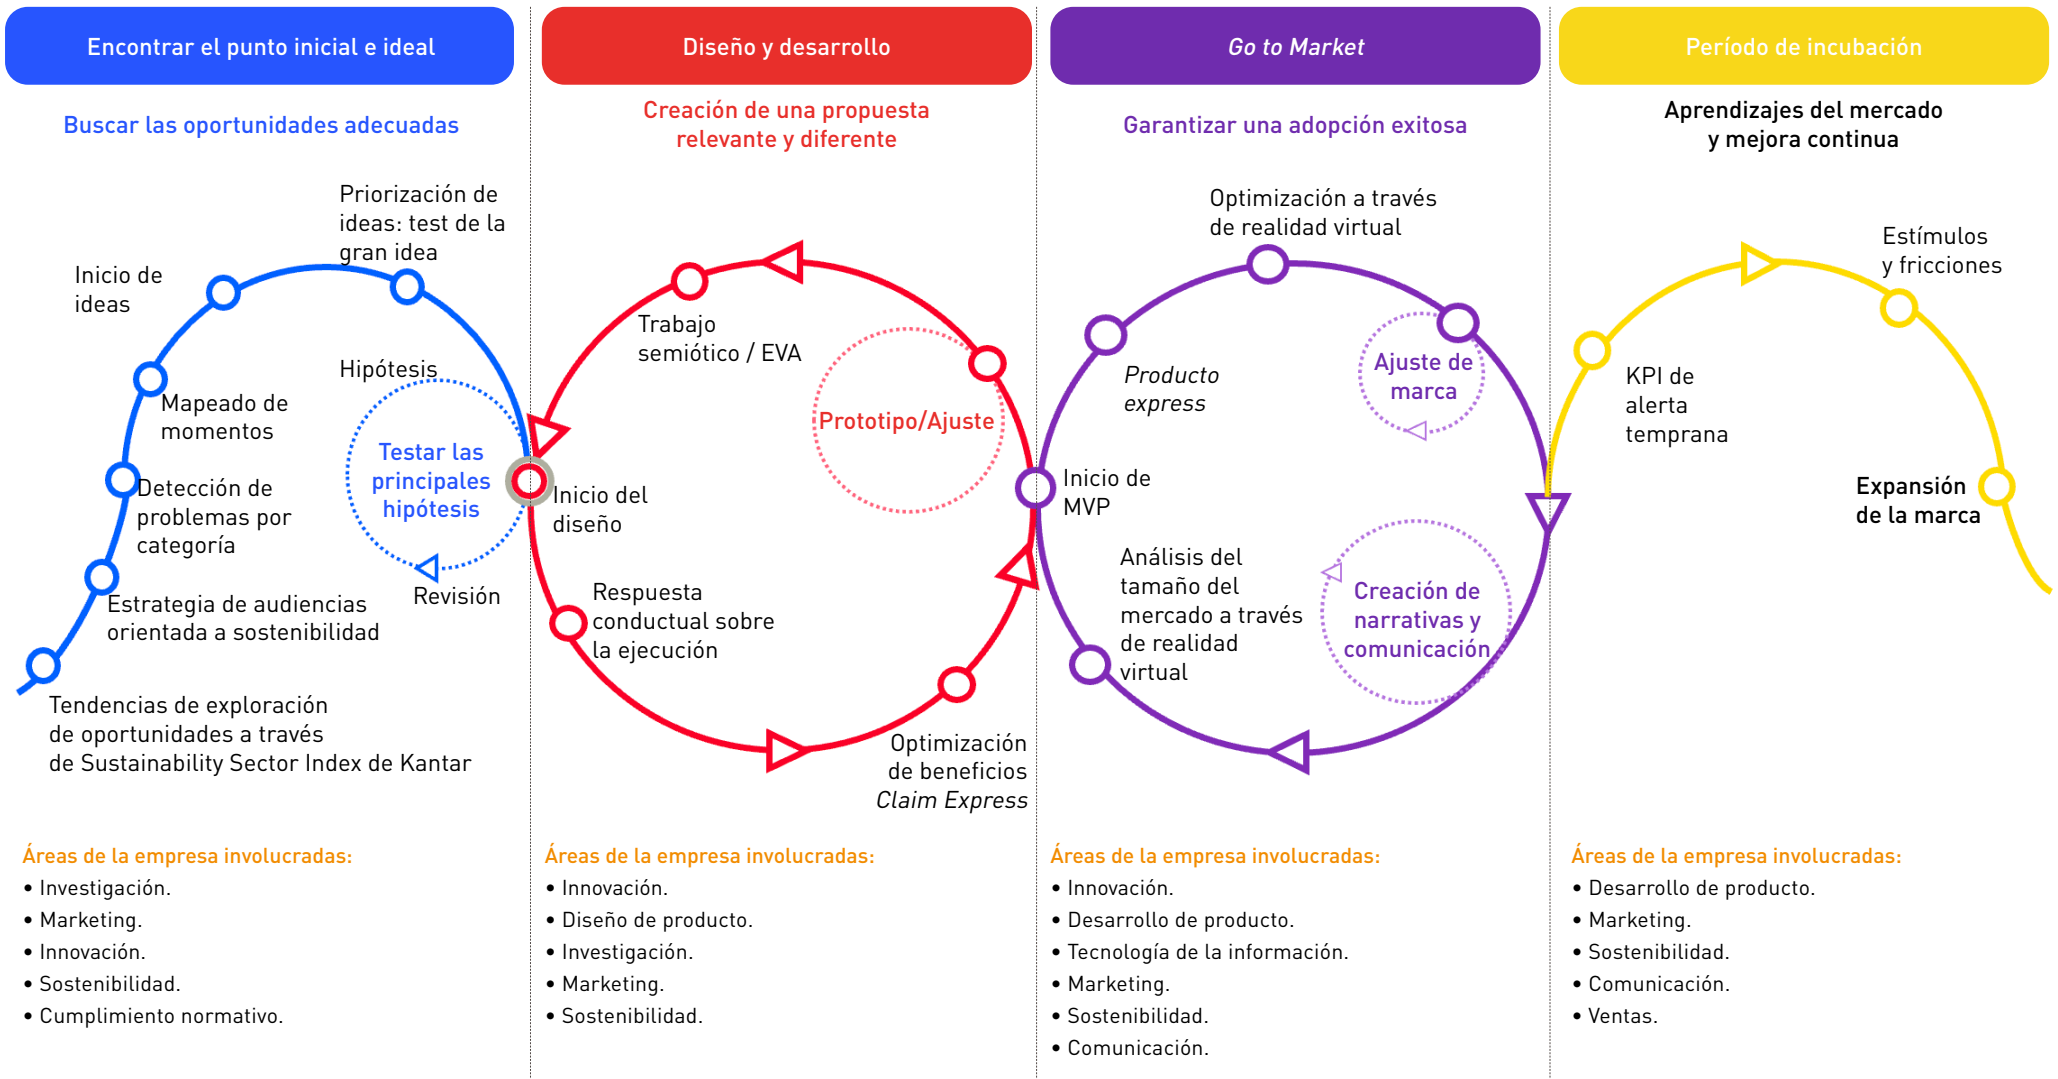 Encontrar el punto inicial e ideal
Buscar las oportunidades adecuadas
Priorización de
ideas: test de la
gran idea
Inicio de
ideas
Hipótesis
Mapeado de
momentos
Testar las
principales
hipótesis
Detección de
problemas por
categoría
Revisión
Estrategia de audiencias
orientada a sostenibilidad
Tendencias de exploración
de oportunidades a través
de Sustainability Sector Index de Kantar
Áreas de la empresa involucradas:
• Investigación.
• Marketing.
• Innovación.
• Sostenibilidad.
• Cumplimiento normativo.
Diseño y desarrollo
Creación de una propuesta
relevante y diferente
Trabajo
semiótico / EVA
Prototipo/Ajuste
Inicio del
diseño
Respuesta
conductual sobre
la ejecución
Optimización
de beneficios
Claim Express
Áreas de la empresa involucradas:
• Innovación.
• Diseño de producto.
• Investigación.
• Marketing.
• Sostenibilidad.
Go to Market
Garantizar una adopción exitosa
Optimización a través
de realidad virtual
Producto
express
Ajuste de
marca
Inicio de
MVP
Análisis del
tamaño del
mercado a través
de realidad
virtual
Creación de
narrativas y
comunicación
Áreas de la empresa involucradas:
• Innovación.
• Desarrollo de producto.
• Tecnología de la información.
• Marketing.
• Sostenibilidad.
• Comunicación.
Período de incubación
Aprendizajes del mercado
y mejora continua
Estímulos
y fricciones
KPI de
alerta
temprana
Expansión
de la marca
Áreas de la empresa involucradas:
• Desarrollo de producto.
• Marketing.
• Sostenibilidad.
• Comunicación.
• Ventas.